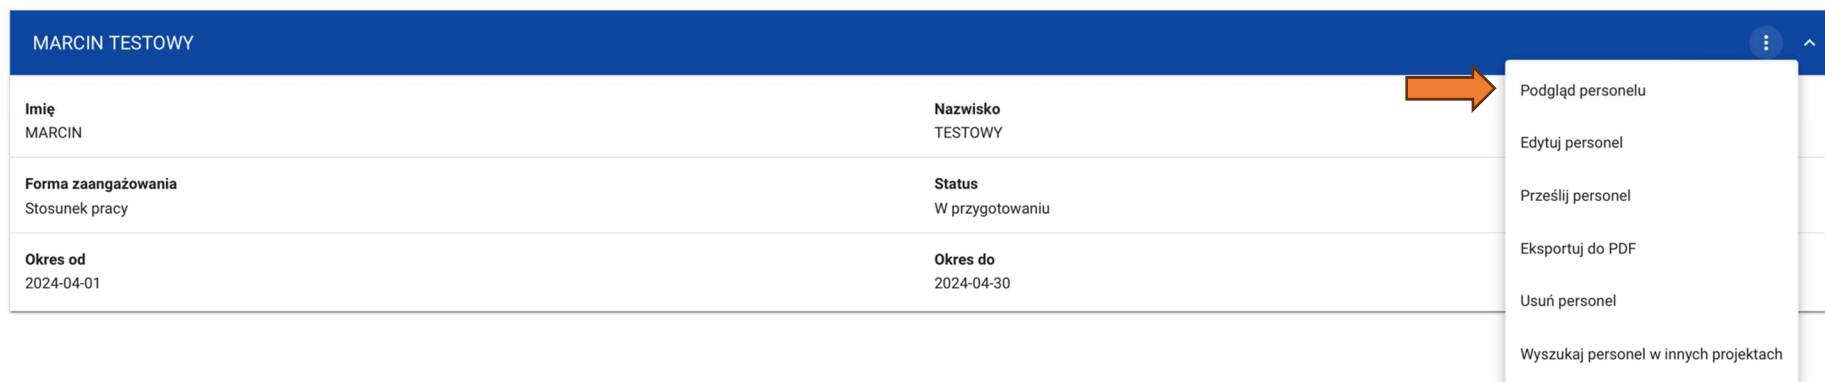 MARCIN TESTOWY
Imię
MARCIN
Nazwisko
TESTOWY
Forma zaangażowania
Stosunek pracy
Status
W przygotowaniu
Okres od
2024-04-01
Okres do
2024-04-30
Podgląd personelu
Edytuj personel
Prześlij personel
Eksportuj do PDF
Usuń personel
Wyszukaj personel w innych projektach